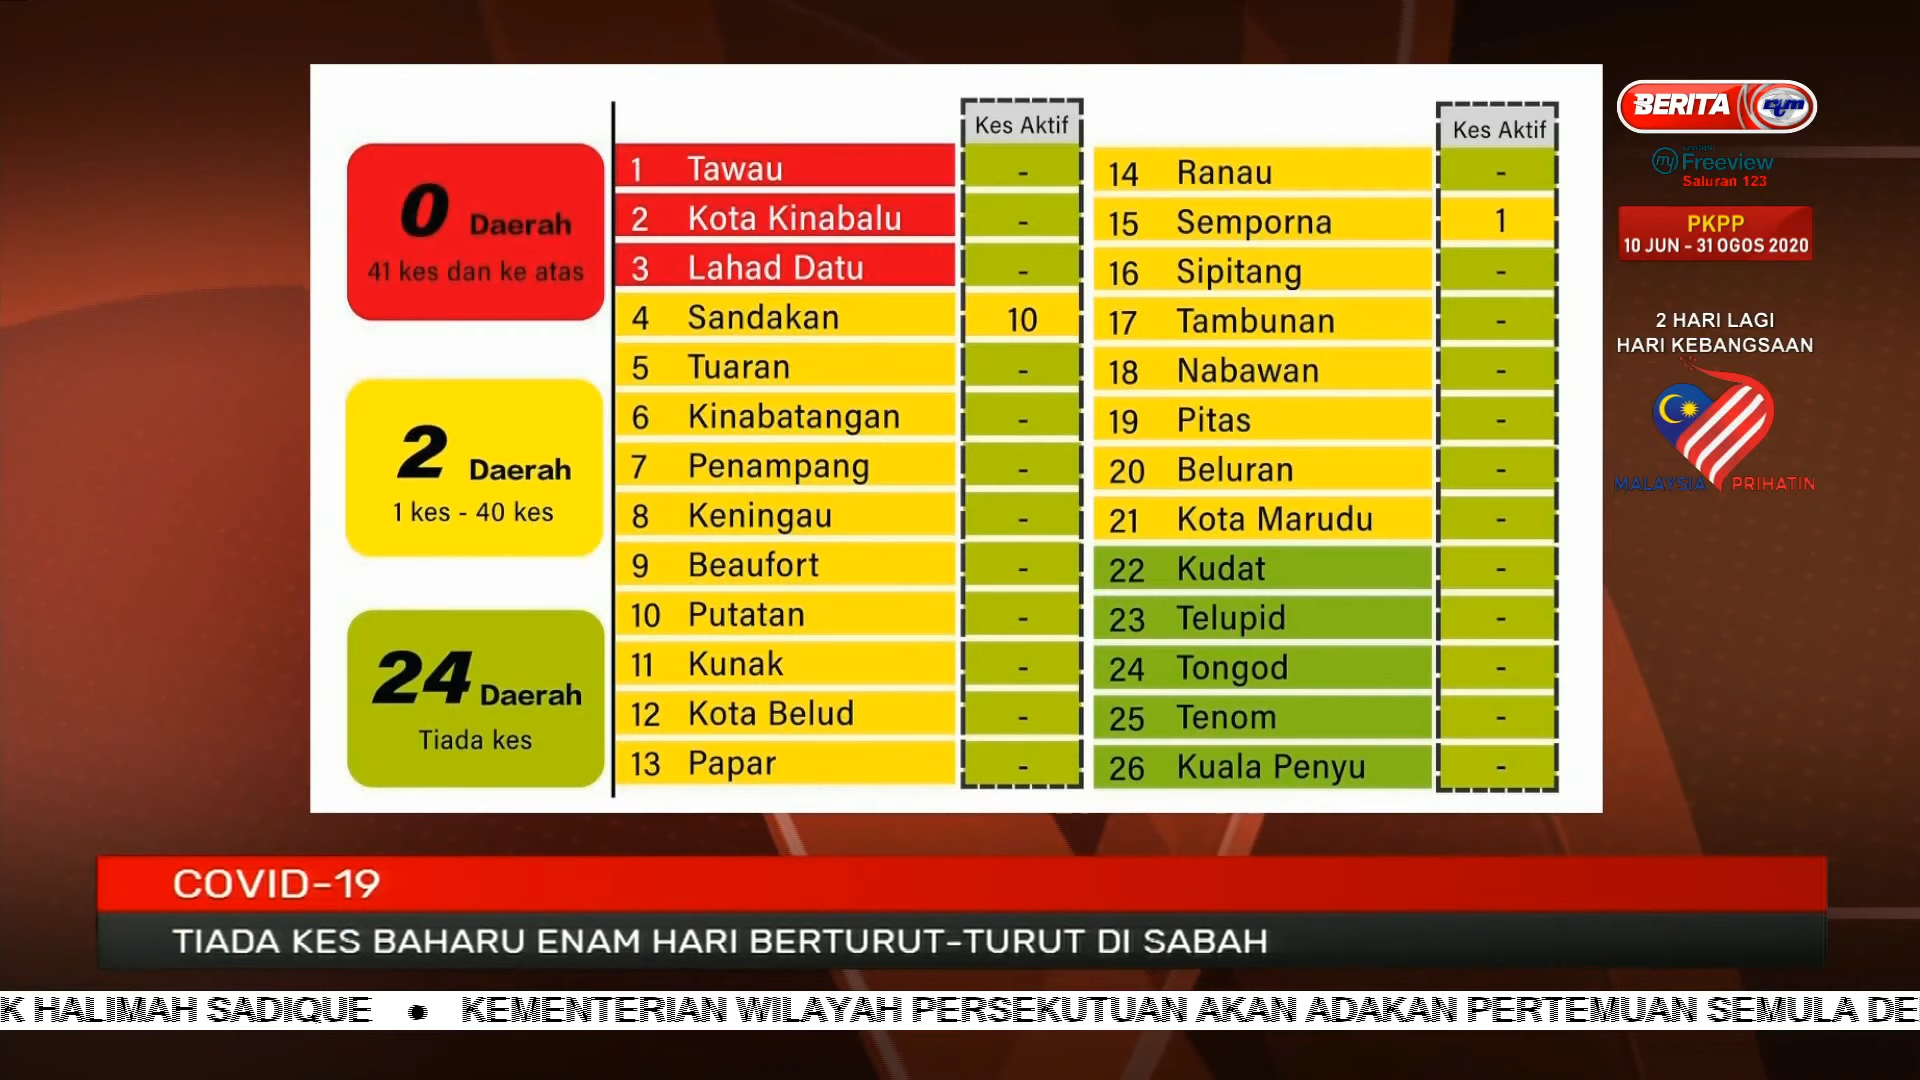 0 Daerah
41 kes dan ke atas
2 Daerah
1 kes - 40 kes
24 Daerah
Tiada kes
Kes Aktif
1 Tawau -
2 Kota Kinabalu -
3 Lahad Datu -
4 Sandakan 10
5 Tuaran -
6 Kinabatangan -
7 Penampang -
8 Keningau -
9 Beaufort -
10 Putatan -
11 Kunak -
12 Kota Belud -
13 Papar -
Kes Aktif
14 Ranau -
15 Semporna 1
16 Sipitang -
17 Tambunan -
18 Nabawan -
19 Pitas -
20 Beluran -
21 Kota Marudu -
22 Kudat -
23 Telupid -
24 Tongod -
25 Tenom -
26 Kuala Penyu -
BERITA rtm
my Freeview
Saluran 123
PKPP
10 JUN - 31 OGOS 2020
2 HARI LAGI
HARI KEBANGSAAN
MALAYSIA PRIHATIN
COVID-19
TIADA KES BAHARU ENAM HARI BERTURUT-TURUT DI SABAH
K HALIMAH SADIQUE ● KEMENTERIAN WILAYAH PERSEKUTUAN AKAN ADAKAN PERTEMUAN SEMULA DE